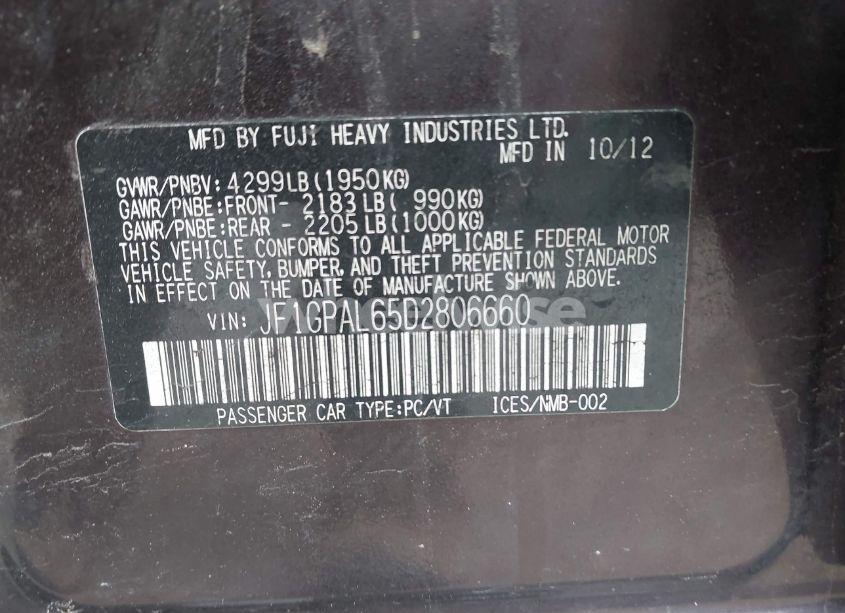 MFD BY FUJI HEAVY INDUSTRIES LTD.
MFD IN 10/12
GVWR/PNBV: 4299LB(1950KG)
GAWR/PNBE:FRONT- 2183LB( 990KG)
GAWR/PNBE:REAR - 2205LB(1000KG)
THIS VEHICLE CONFORMS TO ALL APPLICABLE FEDERAL MOTOR
VEHICLE SAFETY, BUMPER, AND THEFT PREVENTION STANDARDS
IN EFFECT ON THE DATE OF MANUFACTURE SHOWN ABOVE.
VIN: JF1GPAL65D2806660
PASSENGER CAR TYPE:PC/VT ICES/NMB-002